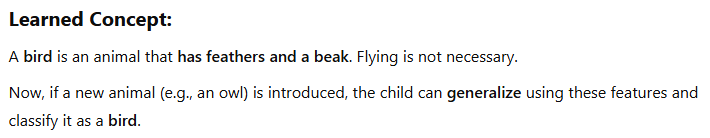 Learned Concept:
A bird is an animal that has feathers and a beak. Flying is not necessary.
Now, if a new animal (e.g., an owl) is introduced, the child can generalize using these features and
classify it as a bird.